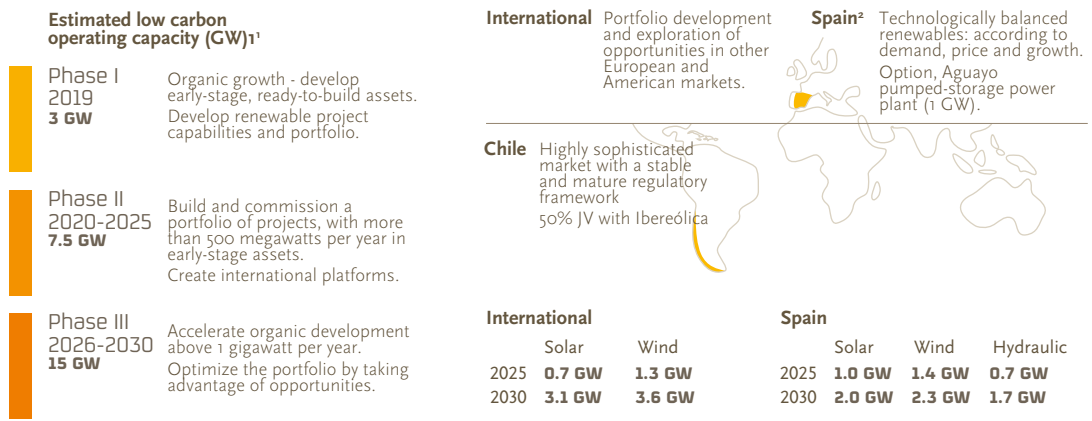 Estimated low carbon
operating capacity (GW)1¹
Phase I
2019
3 GW
Organic growth - develop
early-stage, ready-to-build assets.
Develop renewable project
capabilities and portfolio.
Phase II
2020-2025
7.5 GW
Build and commission a
portfolio of projects, with more
than 500 megawatts per year in
early-stage assets.
Create international platforms.
Phase III
2026-2030
15 GW
Accelerate organic development
above 1 gigawatt per year.
Optimize the portfolio by taking
advantage of opportunities.
International
Portfolio development
and exploration of
opportunities in other
European and
American markets.
Spain²
Technologically balanced
renewables: according to
demand, price and growth.
Option, Aguayo
pumped-storage power
plant (1 GW).
Chile
Highly sophisticated
market with a stable
and mature regulatory
framework
50% JV with Ibereólica
International
Solar Wind
2025 0.7 GW 1.3 GW
2030 3.1 GW 3.6 GW
Spain
Solar Wind Hydraulic
2025 1.0 GW 1.4 GW 0.7 GW
2030 2.0 GW 2.3 GW 1.7 GW